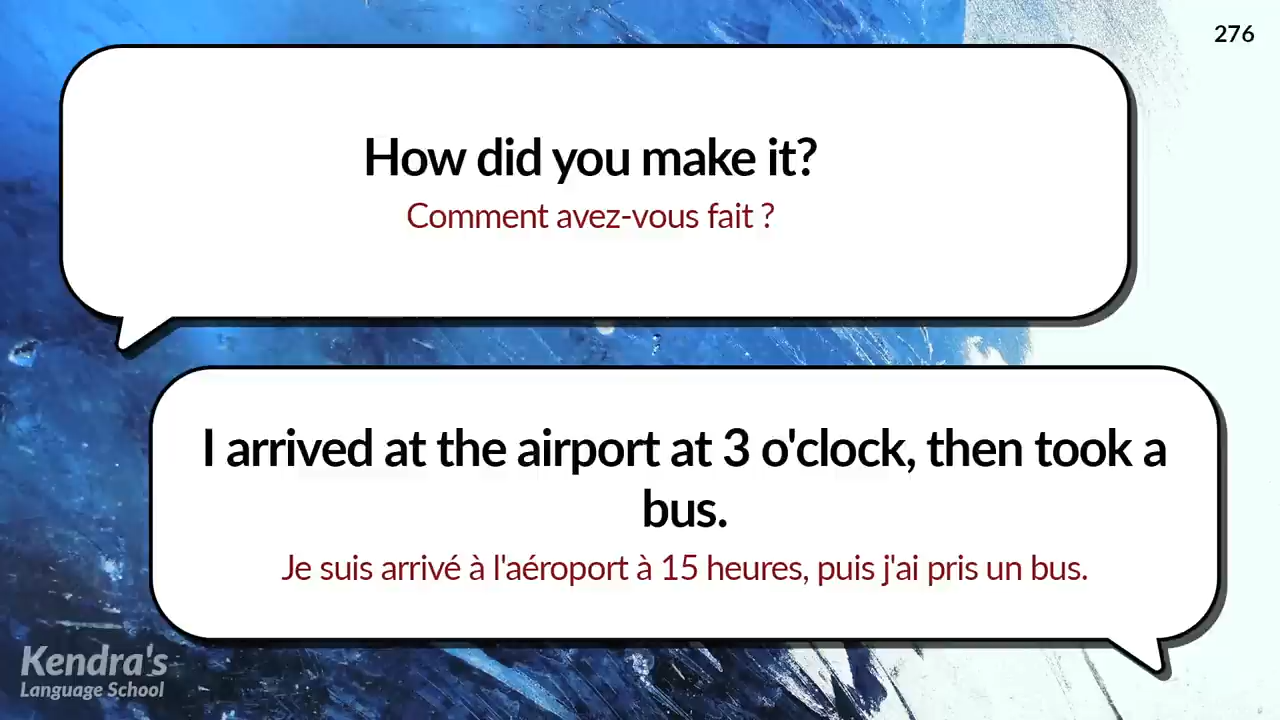 276
How did you make it?
Comment avez-vous fait ?
I arrived at the airport at 3 o'clock, then took a
bus.
Je suis arrivé à l'aéroport à 15 heures, puis j'ai pris un bus.
Kendra's
Language School